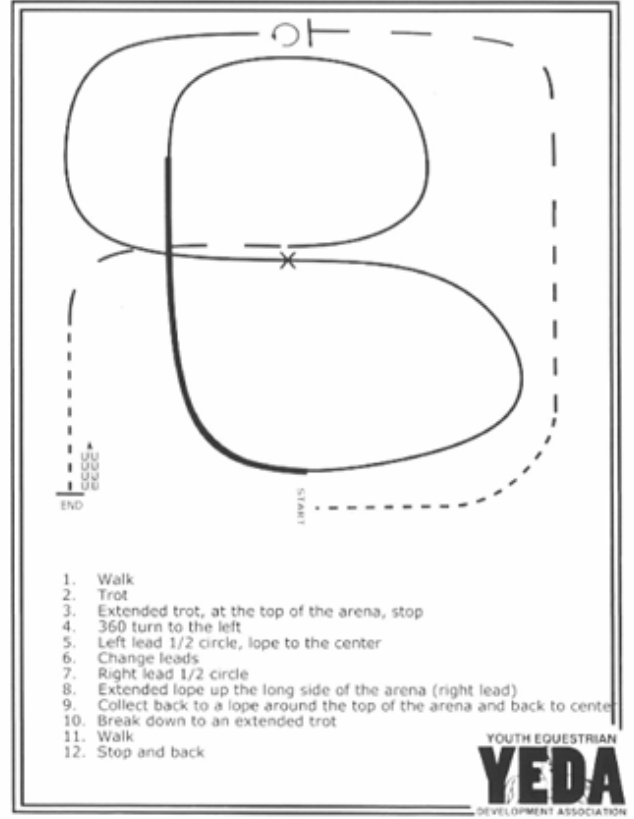 START
END
1. Walk
2. Trot
3. Extended trot, at the top of the arena, stop
4. 360 turn to the left
5. Left lead 1/2 circle, lope to the center
6. Change leads
7. Right lead 1/2 circle
8. Extended lope up the long side of the arena (right lead)
9. Collect back to a lope around the top of the arena and back to center
10. Break down to an extended trot
11. Walk
12. Stop and back
YOUTH EQUESTRIAN
YEDA
DEVELOPMENT ASSOCIATION